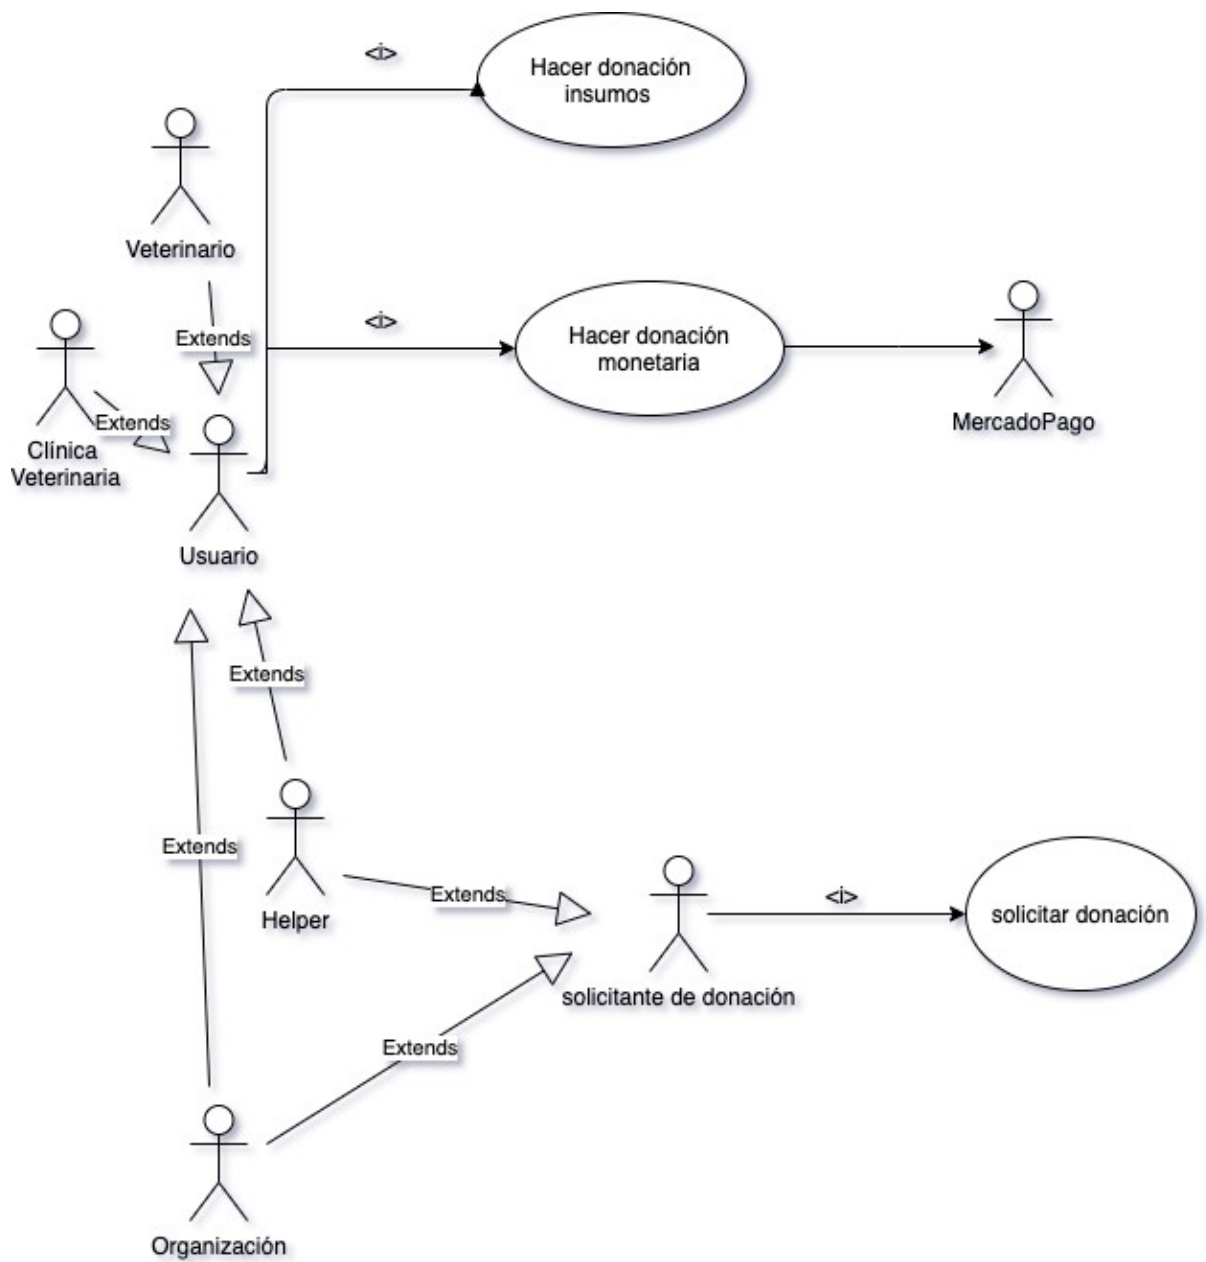 <i>
Hacer donación
insumos
Veterinario
Extends
<i>
Hacer donación
monetaria
MercadoPago
Extends
Clínica
Veterinaria
Usuario
Extends
Extends
Helper
Extends
<i>
solicitar donación
solicitante de donación
Extends
Organización